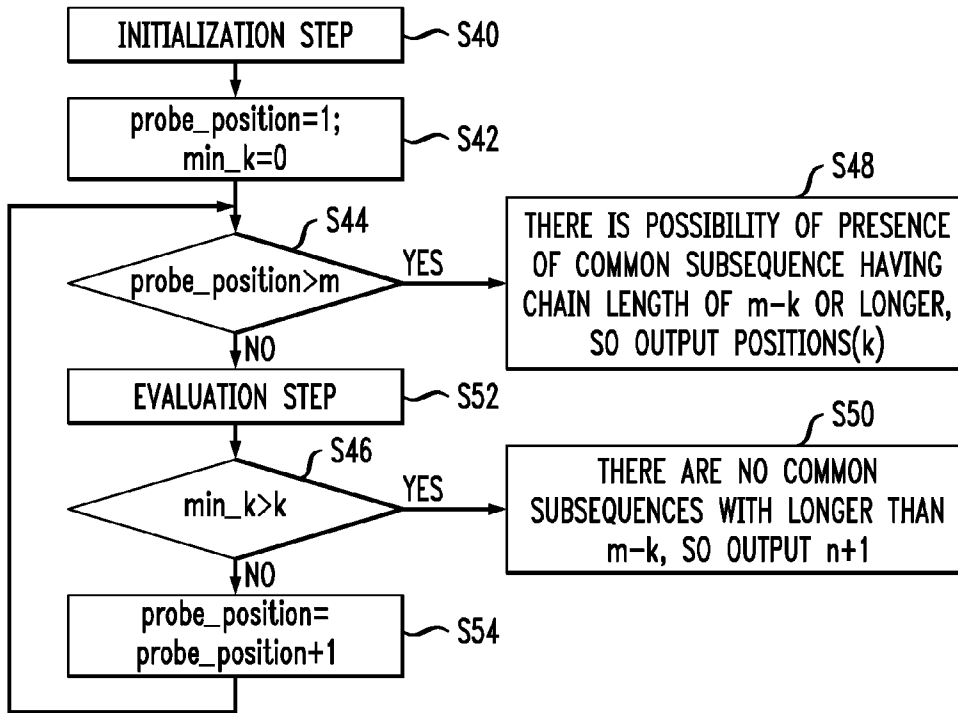 INITIALIZATION STEP
S40
probe_position=1;
min_k=0
S42
S44
probe_position>m
YES
NO
S48
THERE IS POSSIBILITY OF PRESENCE
OF COMMON SUBSEQUENCE HAVING
CHAIN LENGTH OF m-k OR LONGER,
SO OUTPUT POSITIONS(k)
EVALUATION STEP
S52
S46
min_k>k
YES
NO
S50
THERE ARE NO COMMON
SUBSEQUENCES WITH LONGER THAN
m-k, SO OUTPUT n+1
probe_position=
probe_position+1
S54